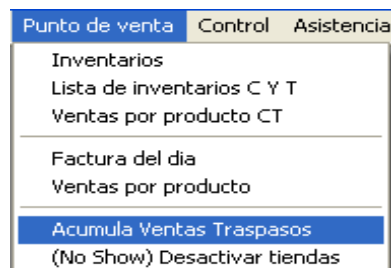 Punto de venta Control Asistencia
Inventarios
Lista de inventarios C Y T
Ventas por producto CT
Factura del dia
Ventas por producto
Acumula Ventas Traspasos
(No Show) Desactivar tiendas